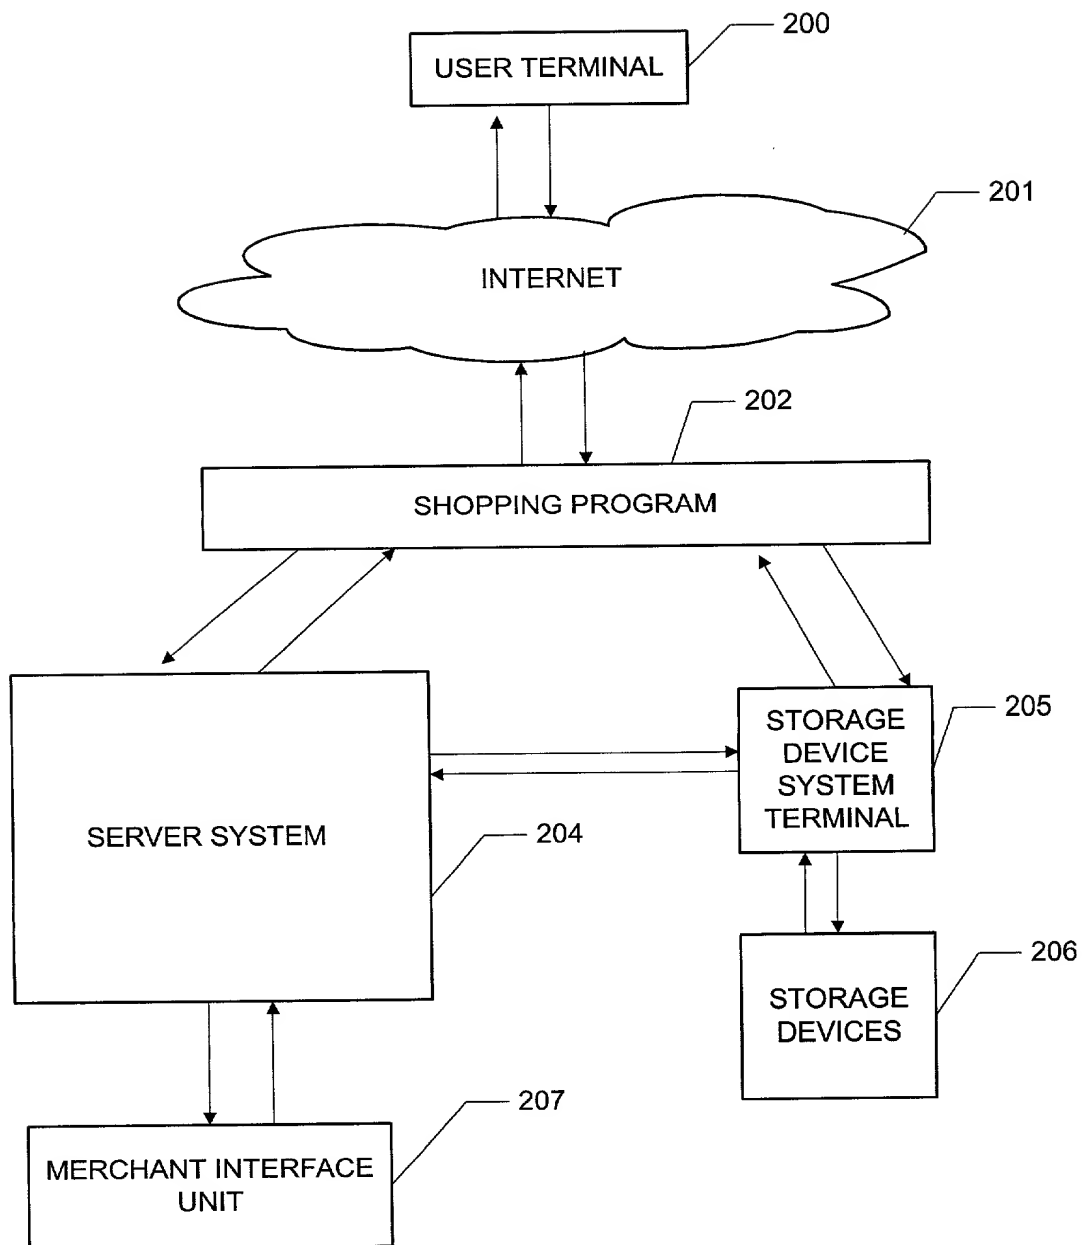 200
USER TERMINAL
201
INTERNET
202
SHOPPING PROGRAM
STORAGE
DEVICE
SYSTEM
TERMINAL
205
SERVER SYSTEM
204
STORAGE
DEVICES
206
207
MERCHANT INTERFACE
UNIT